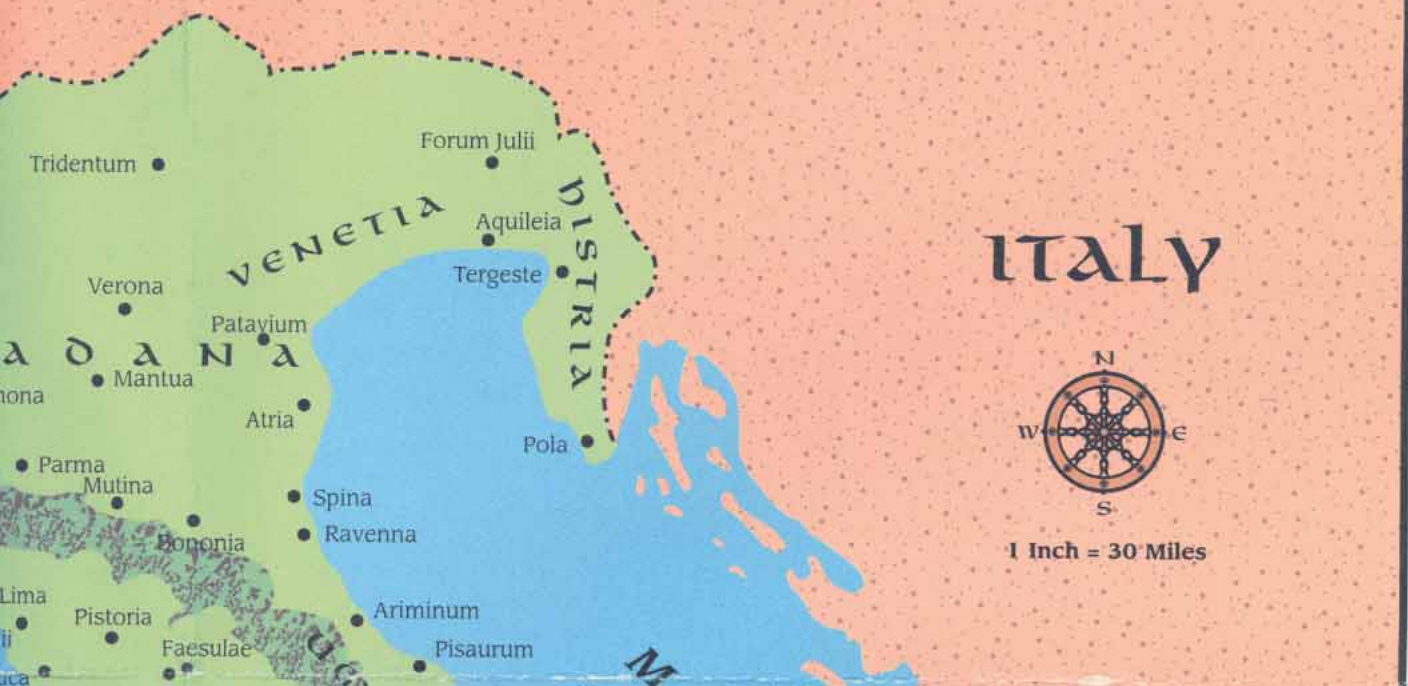 Forum Julii
Tridentum
VENETIA
HISTRIA
Aquileia
ITALY
Tergeste
Verona
Patavium
ADANA
Mantua
N
W
E
S
Atria
Pola
Parma
Mutina
Spina
Ravenna
Bononia
1 Inch = 30 Miles
Lima
Pistoria
Ariminum
Faesulae
Pisaurum
M